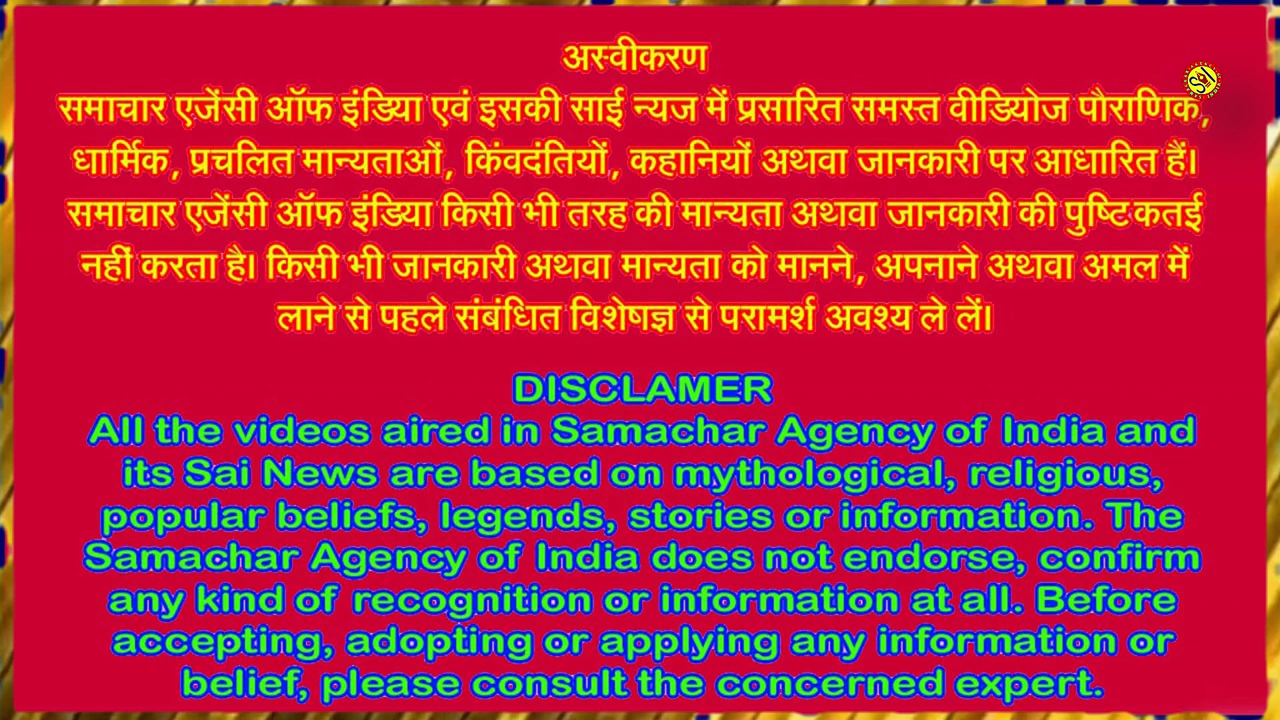 अस्वीकरण
SAI
समाचार एजेंसी ऑफ इंडिया एवं इसकी साई न्यज में प्रसारित समस्त वीडियोज पौराणिक,
धार्मिक, प्रचलित मान्यताओं, किंवदंतियों, कहानियों अथवा जानकारी पर आधारित हैं।
समाचार एजेंसी ऑफ इंडिया किसी भी तरह की मान्यता अथवा जानकारी की पुष्टि कतई
नहीं करता है। किसी भी जानकारी अथवा मान्यता को मानने, अपनाने अथवा अमल में
लाने से पहले संबंधित विशेषज्ञ से परामर्श अवश्य ले लें।
DISCLAMER
All the videos aired in Samachar Agency of India and
its Sai News are based on mythological, religious,
popular beliefs, legends, stories or information. The
Samachar Agency of India does not endorse, confirm
any kind of recognition or information at all. Before
accepting, adopting or applying any information or
belief, please consult the concerned expert.